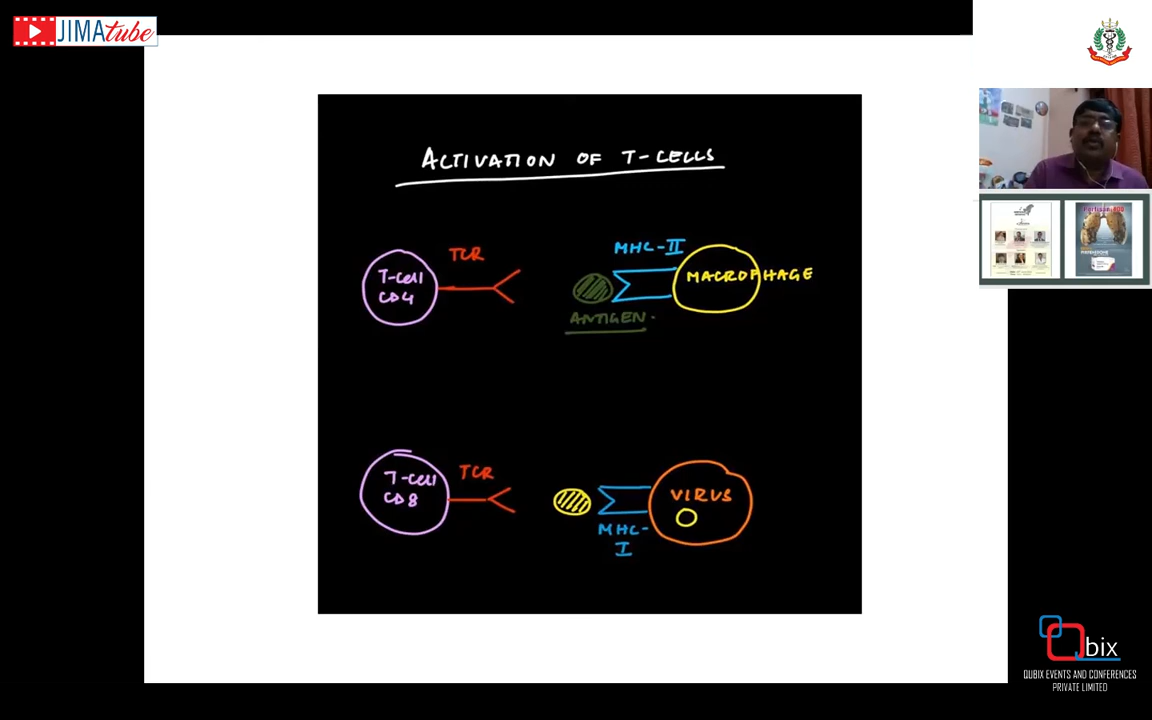 JIMAtube
ACTIVATION OF T-CELLS
TCR
MHC-II
T-cell
CD4
MACROPHAGE
ANTIGEN.
TCR
T-cell
CD8
VIRUS
MHC-
I
Qbix
QUBIX EVENTS AND CONFERENCES
PRIVATE LIMITED